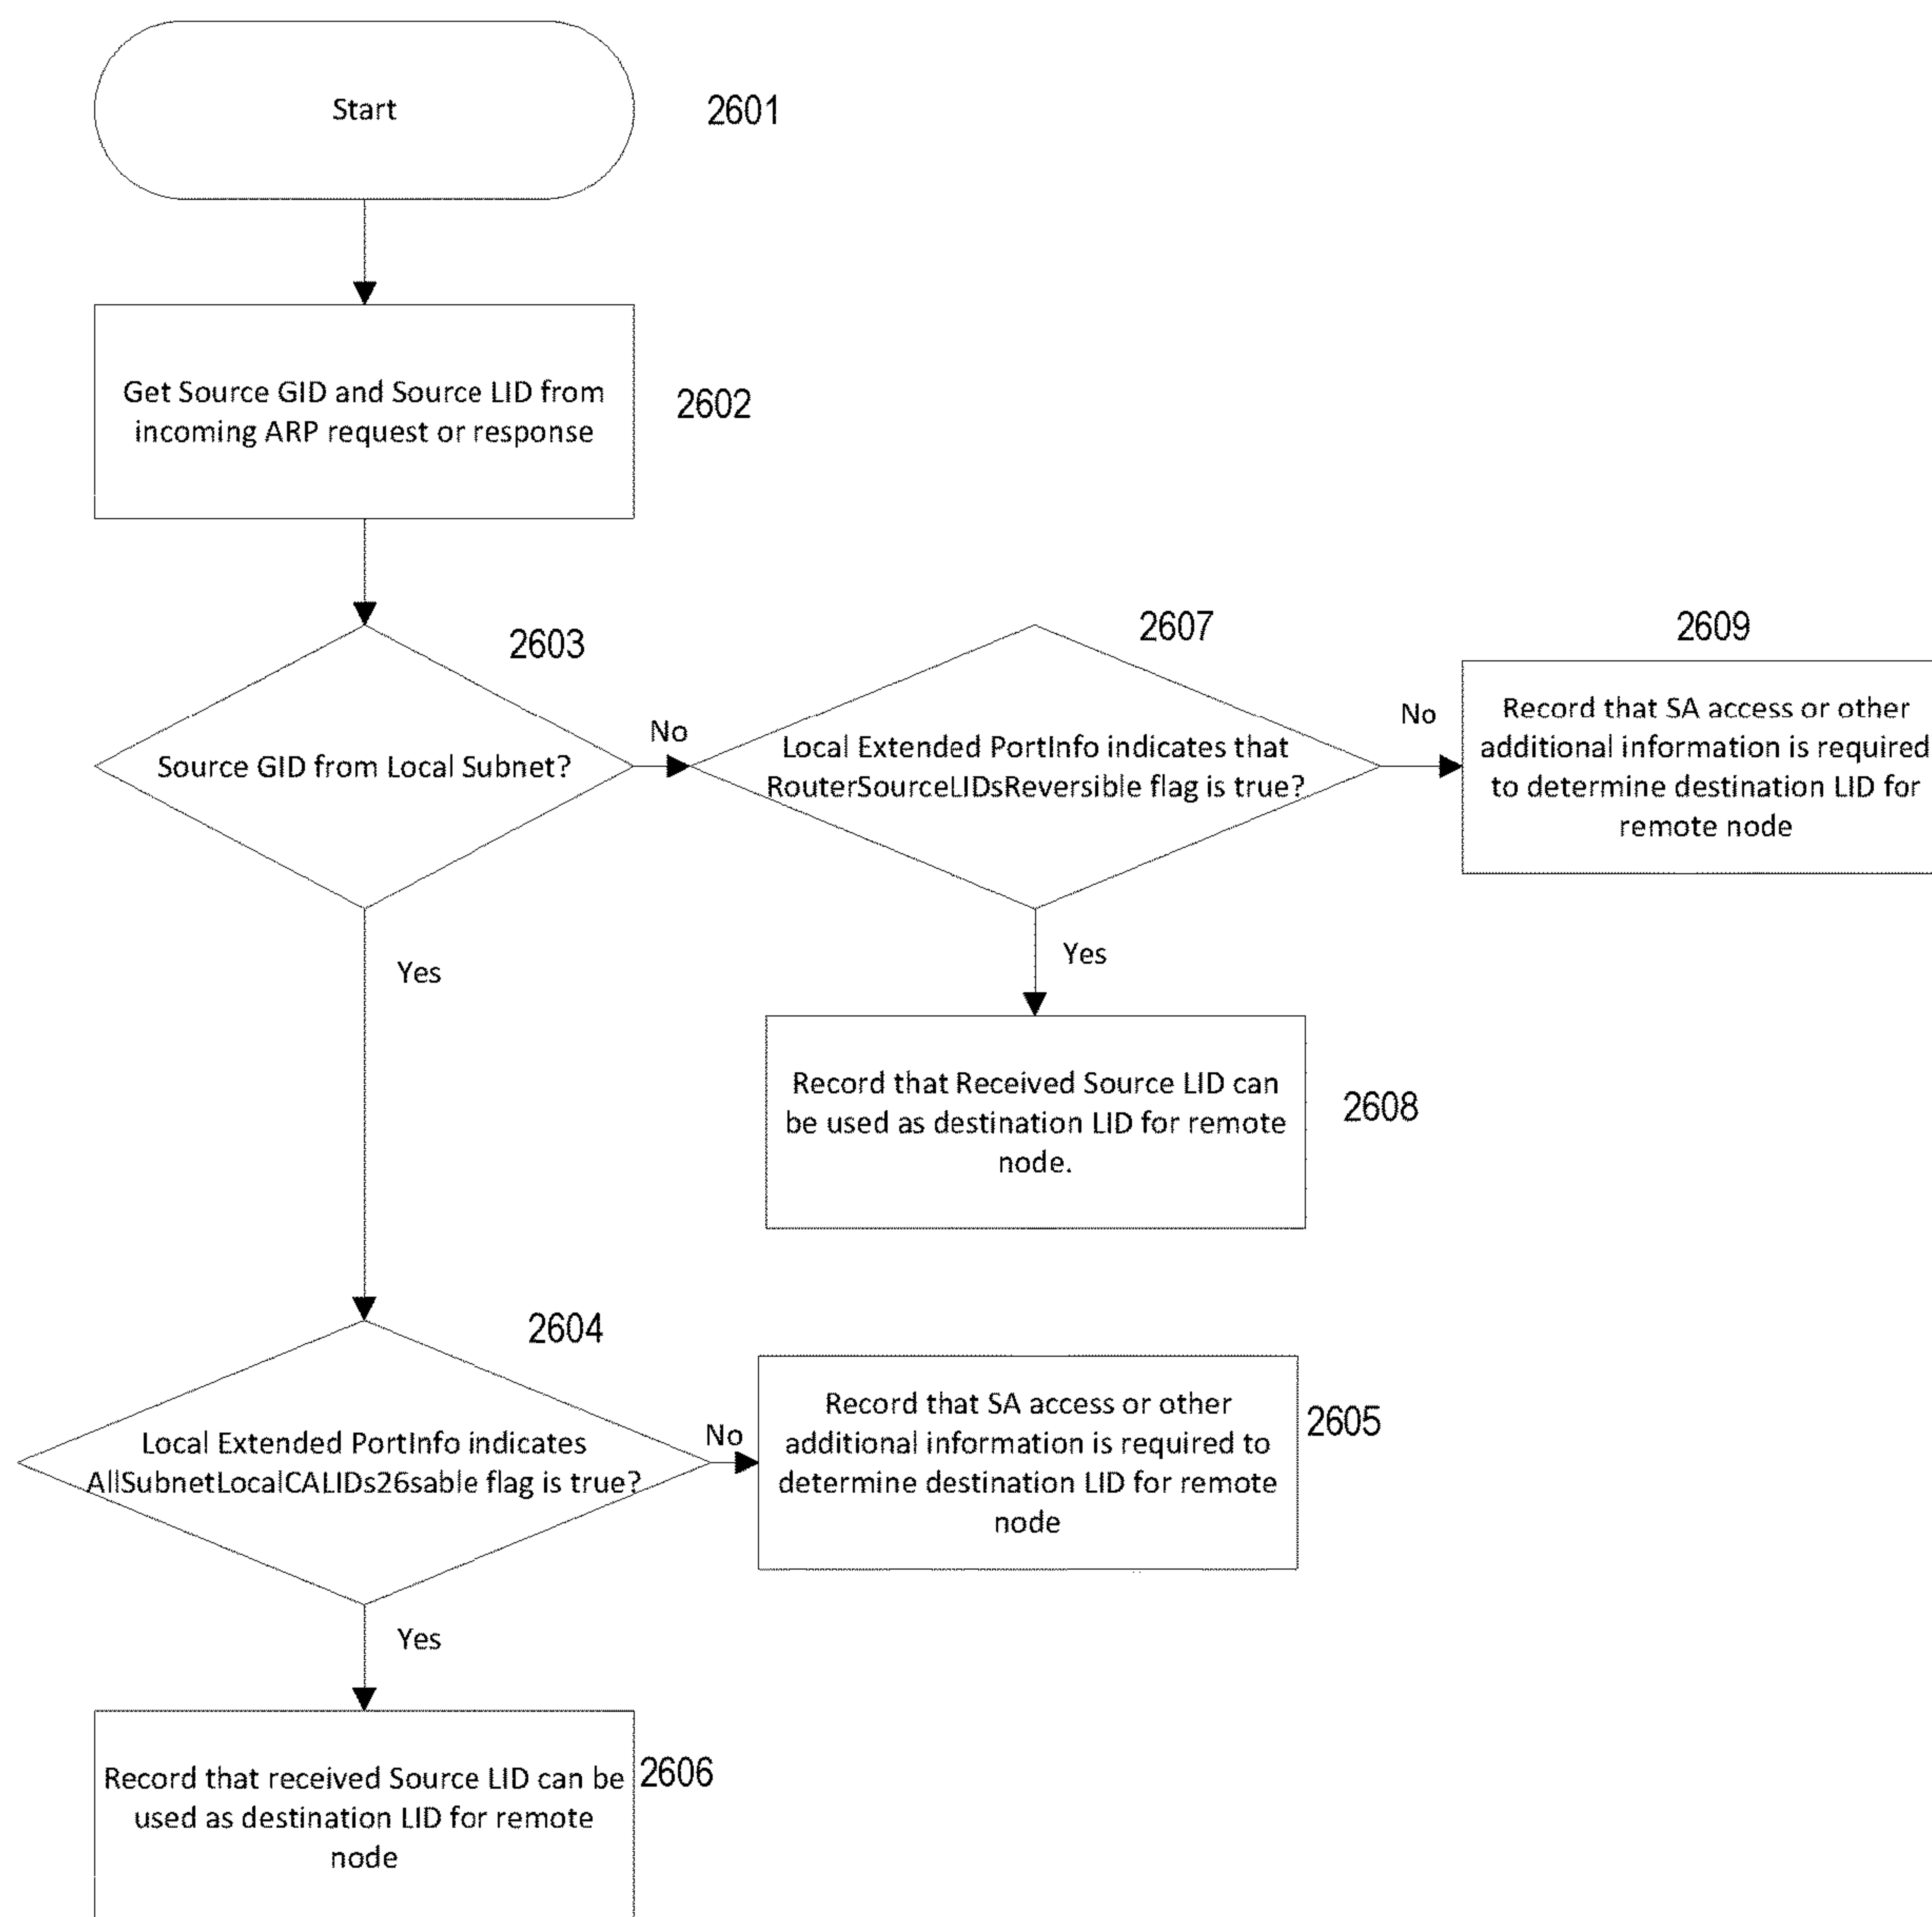 Start
2601
Get Source GID and Source LID from
incoming ARP request or response
2602
2603
Source GID from Local Subnet?
No
2607
Local Extended PortInfo indicates that
RouterSourceLIDsReversible flag is true?
No
2609
Record that SA access or other
additional information is required
to determine destination LID for
remote node
Yes
Yes
Record that Received Source LID can
be used as destination LID for remote
node.
2608
2604
Local Extended PortInfo indicates
AllSubnetLocalCALIDs26sable flag is true?
No
Record that SA access or other
additional information is required to
determine destination LID for remote
node
2605
Yes
Record that received Source LID can be
used as destination LID for remote
node
2606